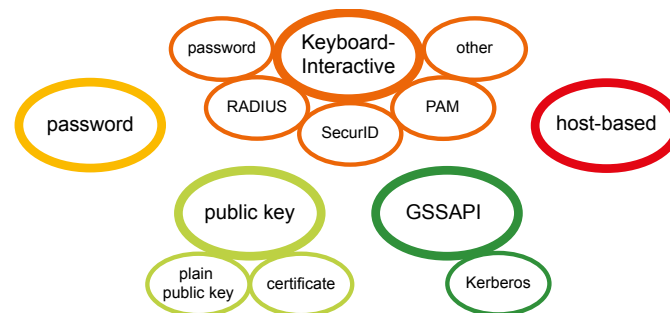 password
Keyboard-
Interactive
other
RADIUS
PAM
SecurID
password
host-based
public key
GSSAPI
plain
public key
certificate
Kerberos